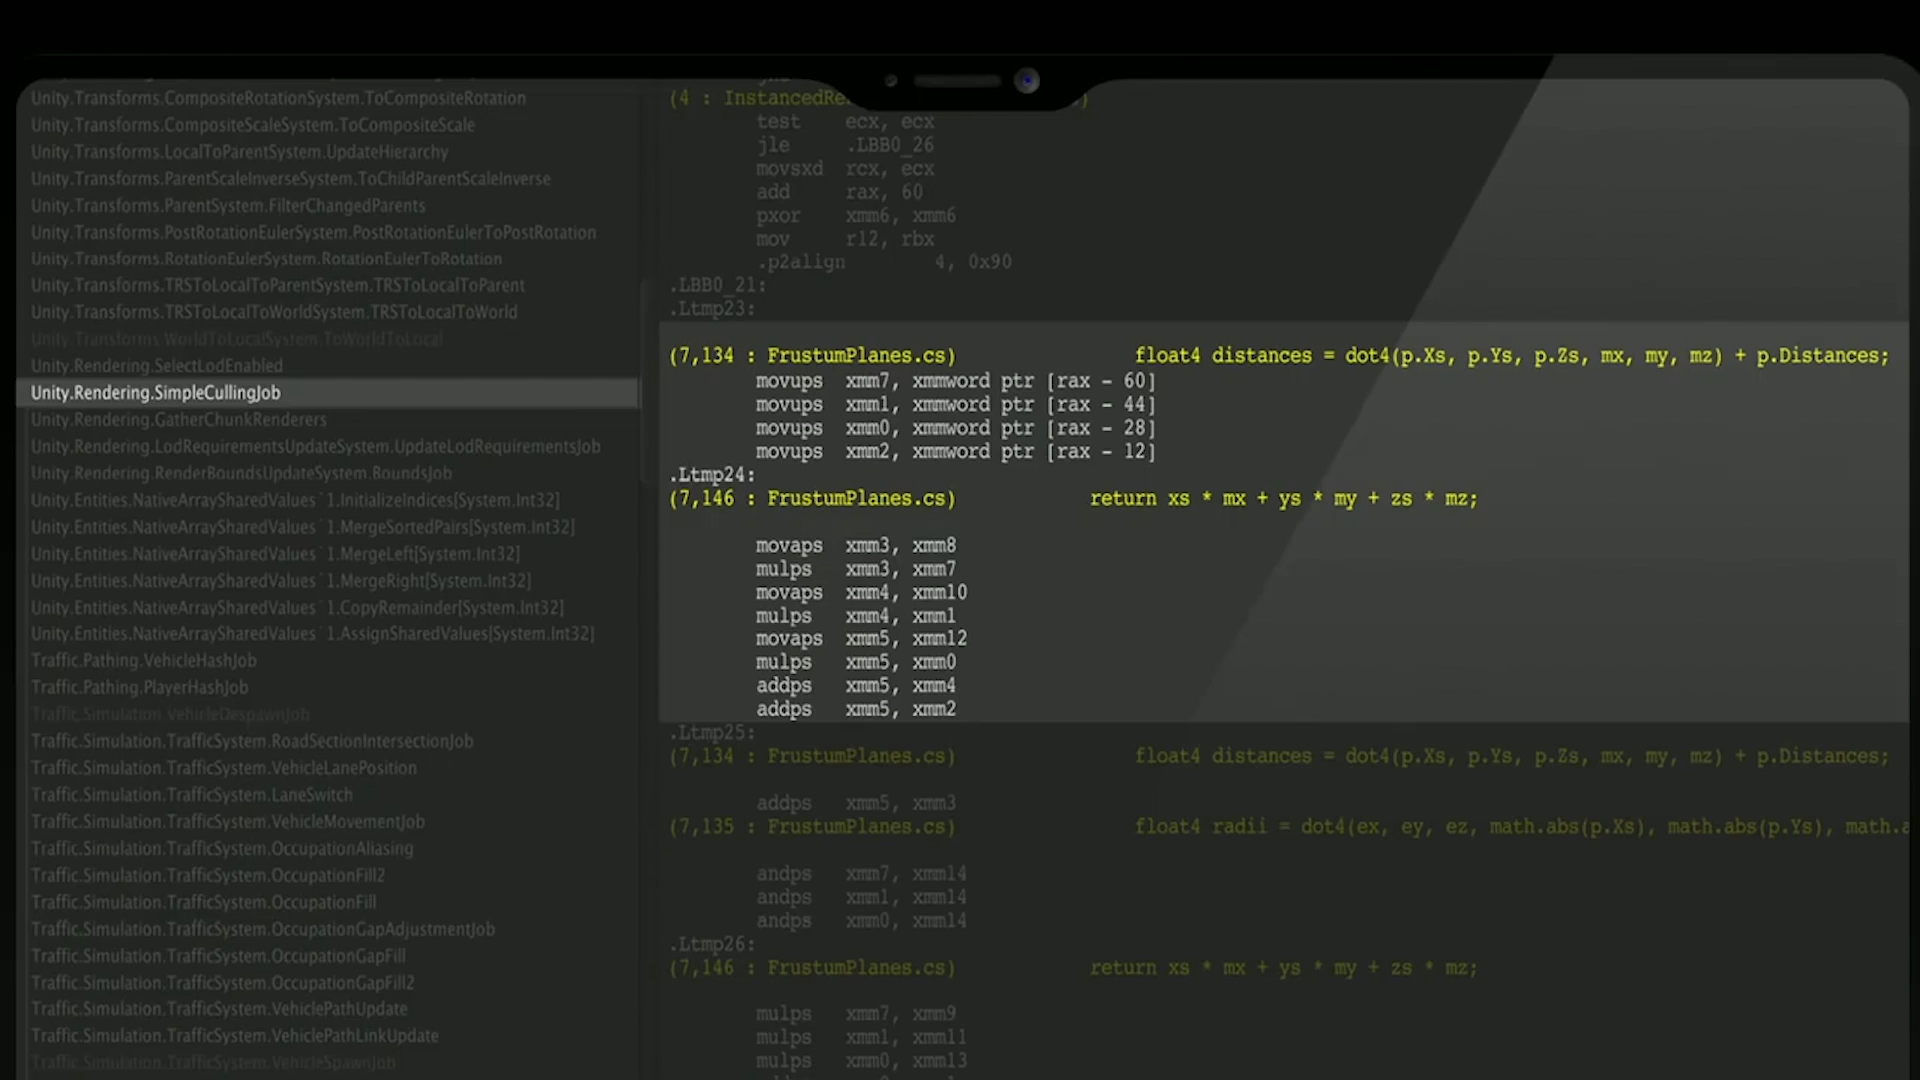 Unity.Transforms.CompositeRotationSystem.ToCompositeRotation
Unity.Transforms.CompositeScaleSystem.ToCompositeScale
Unity.Transforms.LocalToParentSystem.UpdateHierarchy
Unity.Transforms.ParentScaleInverseSystem.ToChildParentScaleInverse
Unity.Transforms.ParentSystem.FilterChangedParents
Unity.Transforms.PostRotationEulerSystem.PostRotationEulerToPostRotation
Unity.Transforms.RotationEulerSystem.RotationEulerToRotation
Unity.Transforms.TRSToLocalToParentSystem.TRSToLocalToParent
Unity.Transforms.TRSToLocalToWorldSystem.TRSToLocalToWorld
Unity.Transforms.WorldToLocalSystem.ToWorldToLocal
Unity.Rendering.SelectLodEnabled
Unity.Rendering.SimpleCullingJob
Unity.Rendering.GatherChunkRenderers
Unity.Rendering.LodRequirementsUpdateSystem.UpdateLodRequirementsJob
Unity.Rendering.RenderBoundsUpdateSystem.BoundsJob
Unity.Entities.NativeArraySharedValues`1.InitializeIndices[System.Int32]
Unity.Entities.NativeArraySharedValues`1.MergeSortedPairs[System.Int32]
Unity.Entities.NativeArraySharedValues`1.MergeLeft[System.Int32]
Unity.Entities.NativeArraySharedValues`1.MergeRight[System.Int32]
Unity.Entities.NativeArraySharedValues`1.CopyRemainder[System.Int32]
Unity.Entities.NativeArraySharedValues`1.AssignSharedValues[System.Int32]
Traffic.Pathing.VehicleHashJob
Traffic.Pathing.PlayerHashJob
Traffic.Simulation.VehicleDespawnJob
Traffic.Simulation.TrafficSystem.RoadSectionIntersectionJob
Traffic.Simulation.TrafficSystem.VehicleLanePosition
Traffic.Simulation.TrafficSystem.LaneSwitch
Traffic.Simulation.TrafficSystem.VehicleMovementJob
Traffic.Simulation.TrafficSystem.OccupationAliasing
Traffic.Simulation.TrafficSystem.OccupationFill2
Traffic.Simulation.TrafficSystem.OccupationFill
Traffic.Simulation.TrafficSystem.OccupationGapAdjustmentJob
Traffic.Simulation.TrafficSystem.OccupationGapFill
Traffic.Simulation.TrafficSystem.OccupationGapFill2
Traffic.Simulation.TrafficSystem.VehiclePathUpdate
Traffic.Simulation.TrafficSystem.VehiclePathLinkUpdate
Traffic.Simulation.TrafficSystem.VehicleSpawnJob
(4 : )
test ecx, ecx
jle .LBB0_26
movsxd rcx, ecx
add rax, 60
pxor xmm6, xmm6
mov r12, rbx
.p2align 4, 0x90
.LBB0_21:
.Ltmp23:
(7,134 : FrustumPlanes.cs) float4 distances = dot4(p.Xs, p.Ys, p.Zs, mx, my, mz) + p.Distances;
movups xmm7, xmmword ptr [rax - 60]
movups xmm1, xmmword ptr [rax - 44]
movups xmm0, xmmword ptr [rax - 28]
movups xmm2, xmmword ptr [rax - 12]
.Ltmp24:
(7,146 : FrustumPlanes.cs) return xs * mx + ys * my + zs * mz;
movaps xmm3, xmm8
mulps xmm3, xmm7
movaps xmm4, xmm10
mulps xmm4, xmm1
movaps xmm5, xmm12
mulps xmm5, xmm0
addps xmm5, xmm4
addps xmm5, xmm2
.Ltmp25:
(7,134 : FrustumPlanes.cs) float4 distances = dot4(p.Xs, p.Ys, p.Zs, mx, my, mz) + p.Distances;
addps xmm5, xmm3
(7,135 : FrustumPlanes.cs) float4 radii = dot4(ex, ey, ez, math.abs(p.Xs), math.abs(p.Ys), math.a
andps xmm7, xmm14
andps xmm1, xmm14
andps xmm0, xmm14
.Ltmp26:
(7,146 : FrustumPlanes.cs) return xs * mx + ys * my + zs * mz;
mulps xmm7, xmm9
mulps xmm1, xmm11
mulps xmm0, xmm13